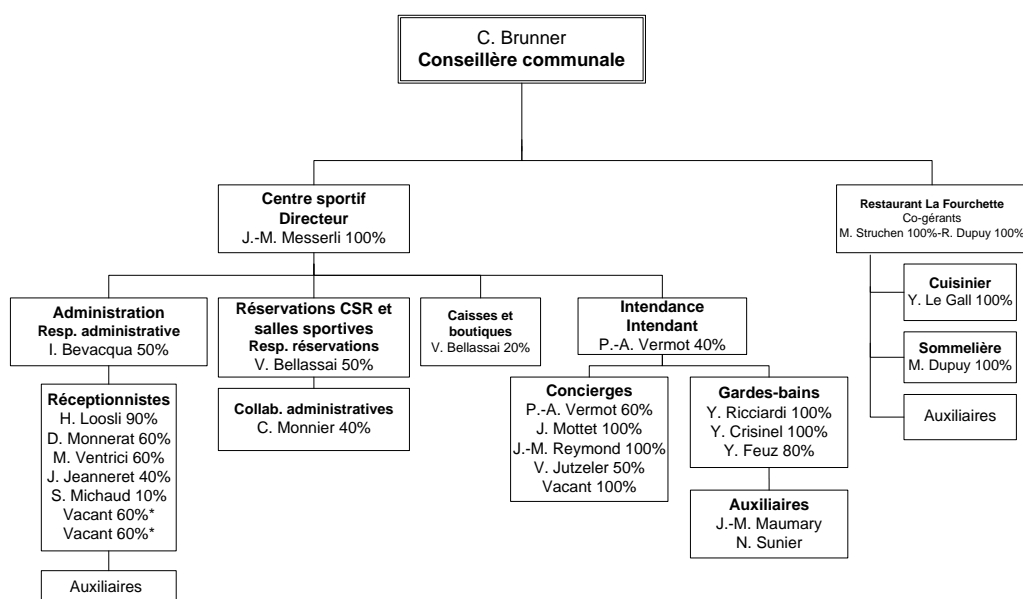 C. Brunner
Conseillère communale
Centre sportif
Directeur
J.-M. Messerli 100%
Restaurant La Fourchette
Co-gérants
M. Struchen 100%-R. Dupuy 100%
Cuisinier
Y. Le Gall 100%
Sommelière
M. Dupuy 100%
Auxiliaires
Administration
Resp. administrative
I. Bevacqua 50%
Réceptionnistes
H. Loosli 90%
D. Monnerat 60%
M. Ventrici 60%
J. Jeanneret 40%
S. Michaud 10%
Vacant 60%*
Vacant 60%*
Auxiliaires
Réservations CSR et
salles sportives
Resp. réservations
V. Bellassai 50%
Collab. administratives
C. Monnier 40%
Caisses et
boutiques
V. Bellassai 20%
Intendance
Intendant
P.-A. Vermot 40%
Concierges
P.-A. Vermot 60%
J. Mottet 100%
J.-M. Reymond 100%
V. Jutzeler 50%
Vacant 100%
Gardes-bains
Y. Ricciardi 100%
Y. Crisinel 100%
Y. Feuz 80%
Auxiliaires
J.-M. Maumary
N. Sunier